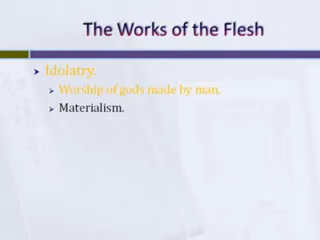 The Works of the Flesh
Idolatry.
Worship of gods made by man.
Materialism.